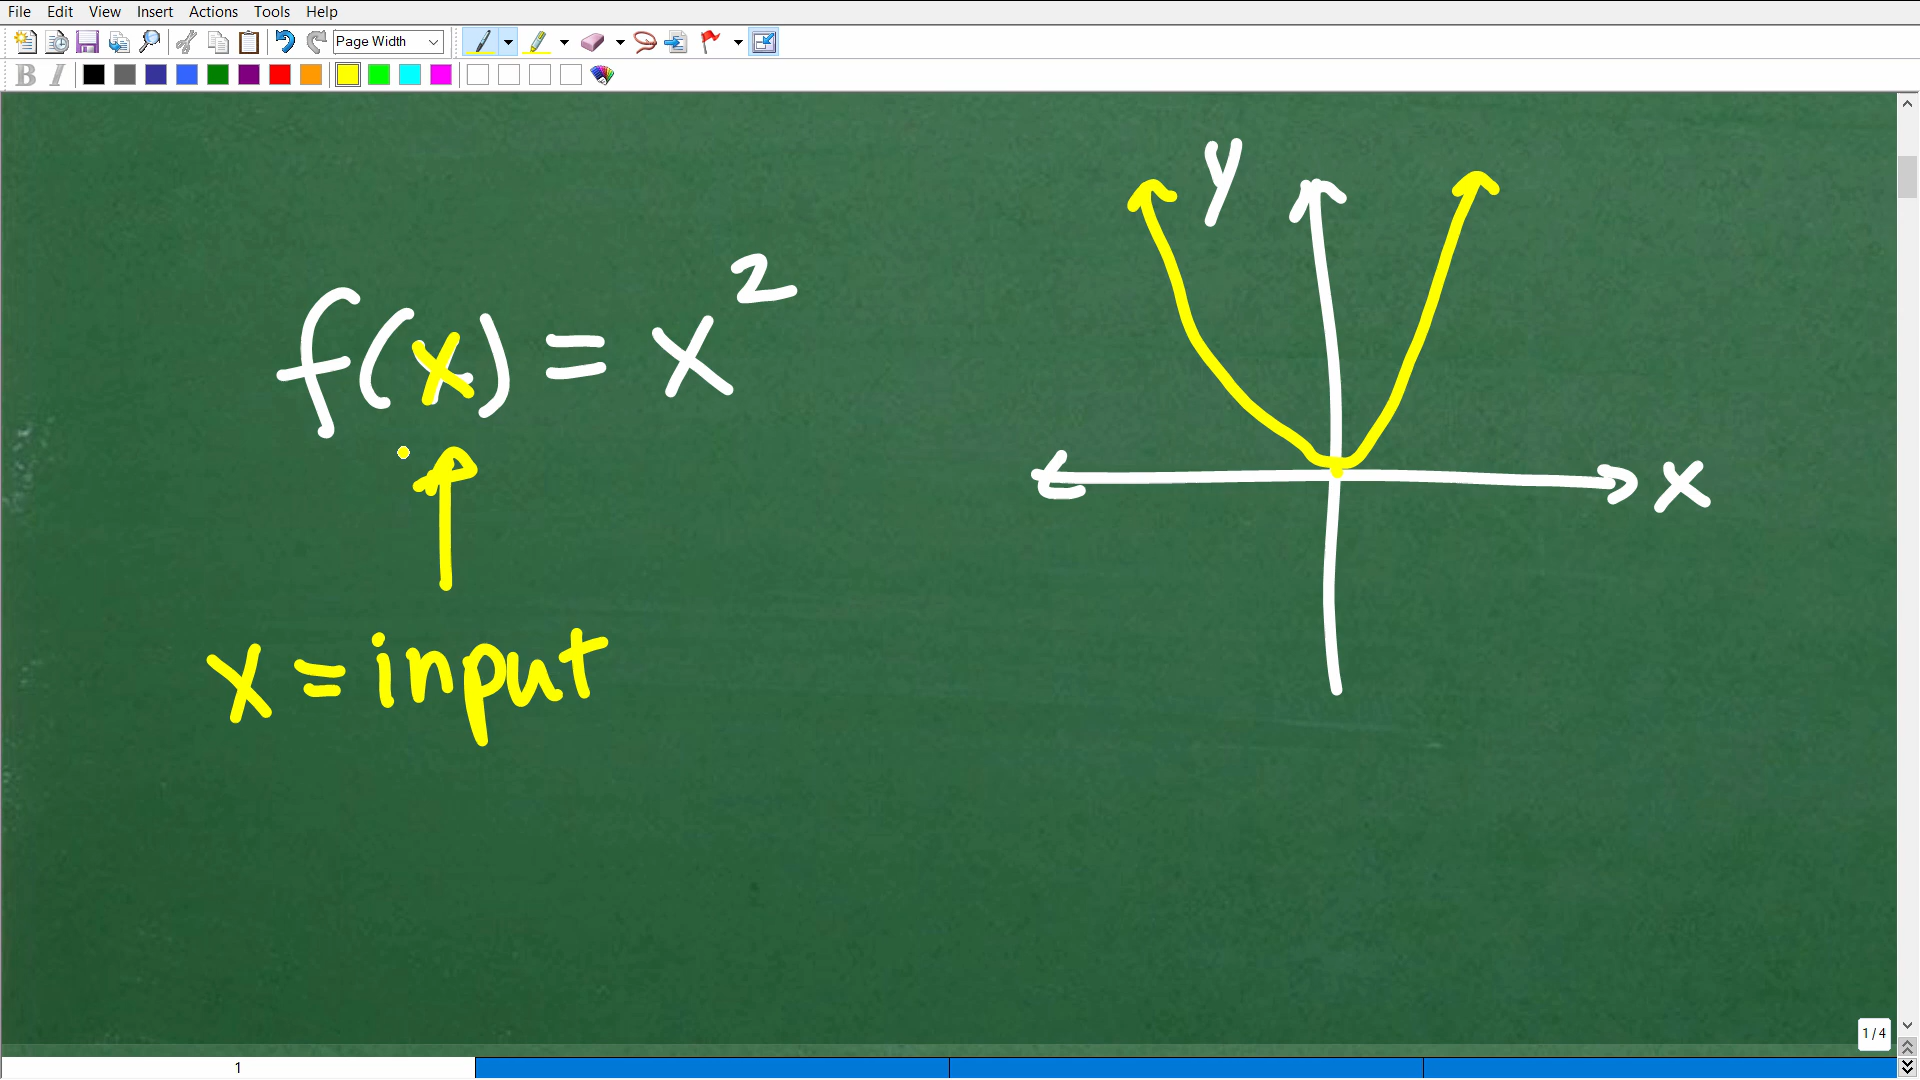 File Edit View Insert Actions Tools Help
Page Width
B I
y
f(x) = x²
x
x = input
1 / 4
1